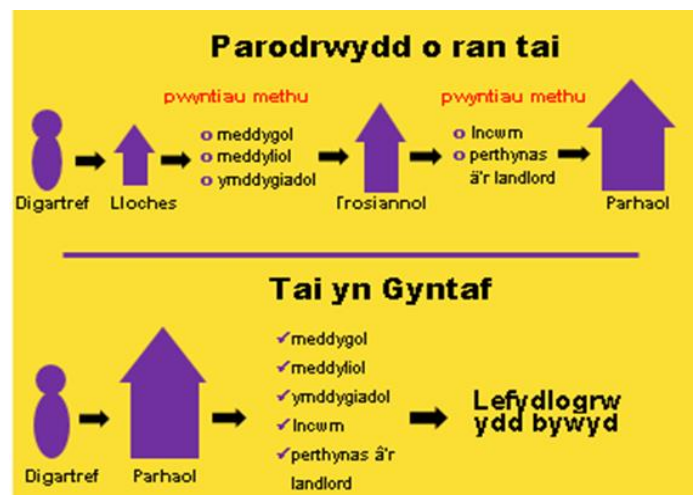 Parodrwydd o ran tai
pwyntiau methu
pwyntiau methu
o meddygol
o meddyliol
o ymddygiadol
o Incwm
o perthynas
â'r landlord
Digartref
Lloches
Trosiannol
Parhaol
Tai yn Gyntaf
✓meddygol
✓meddyliol
✓ymddygiadol
✓Incwm
✓perthynas â'r
landlord
Lefydlogrw
ydd bywyd
Digartref
Parhaol